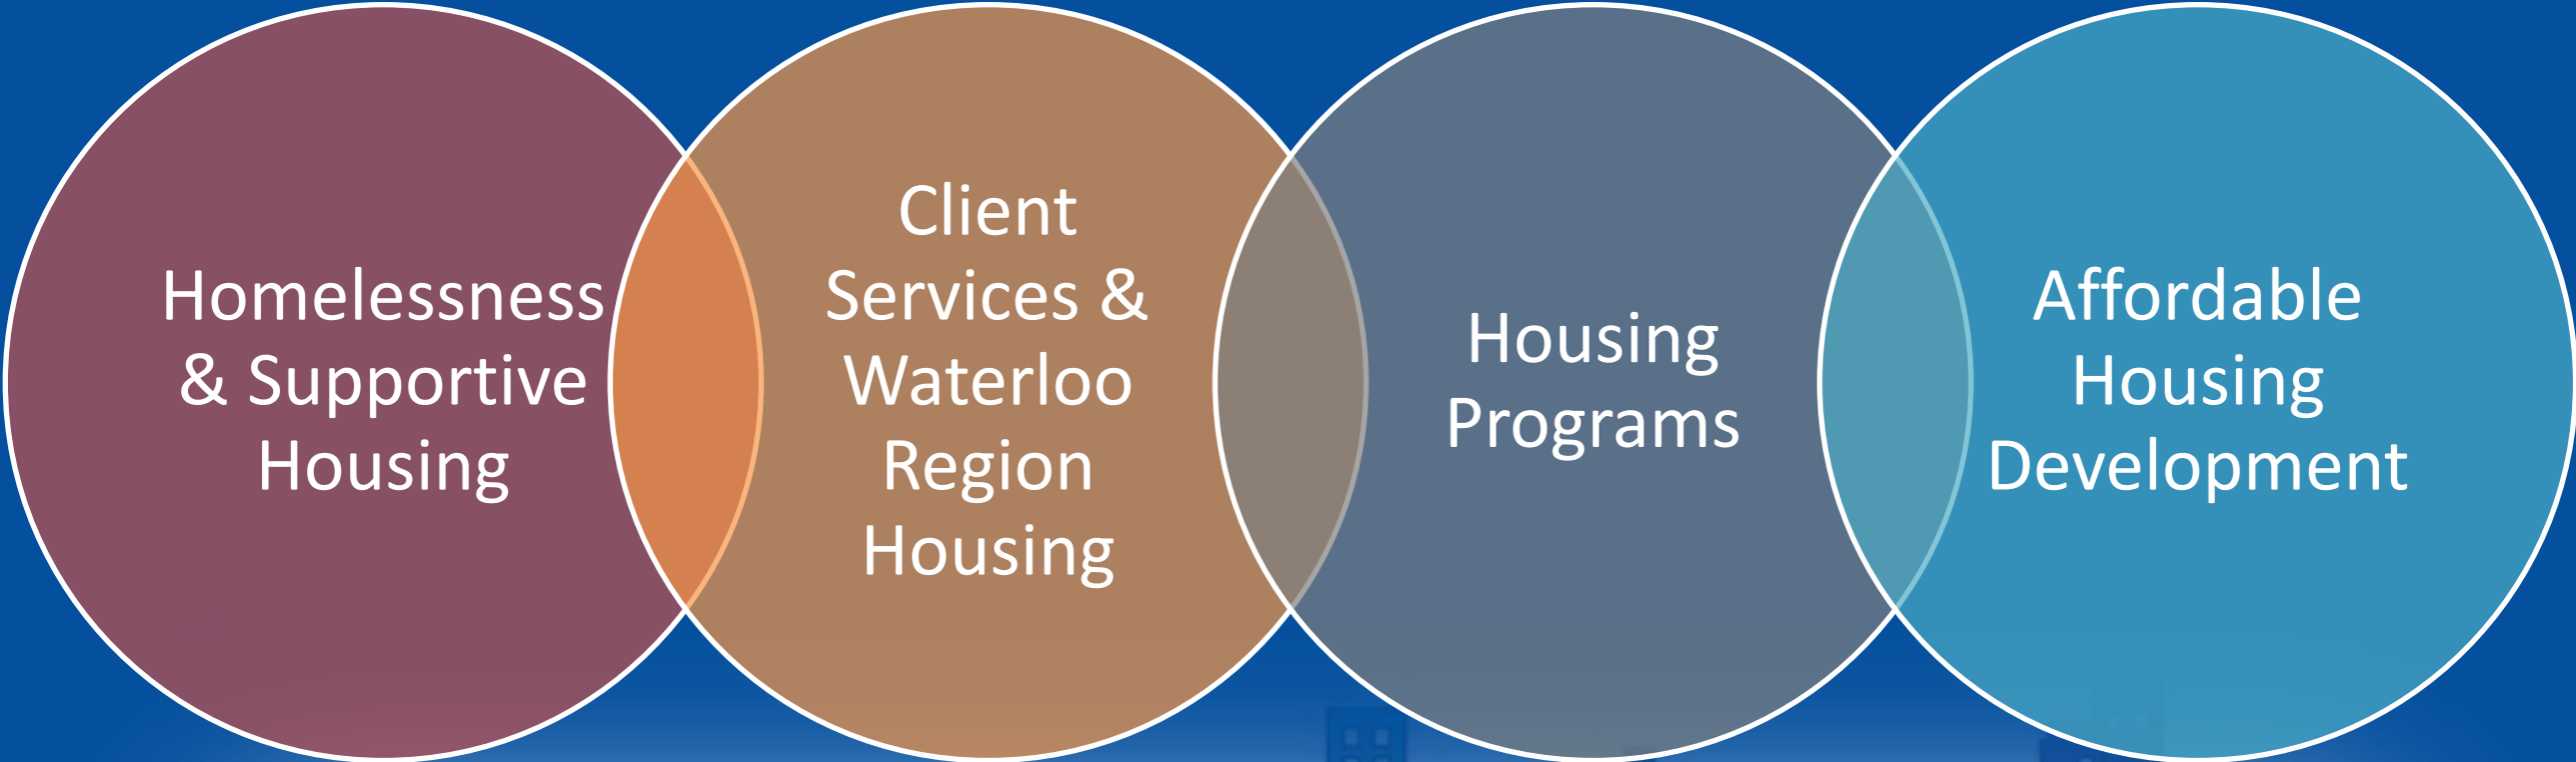 Homelessness
& Supportive
Housing
Client
Services &
Waterloo
Region
Housing
Housing
Programs
Affordable
Housing
Development